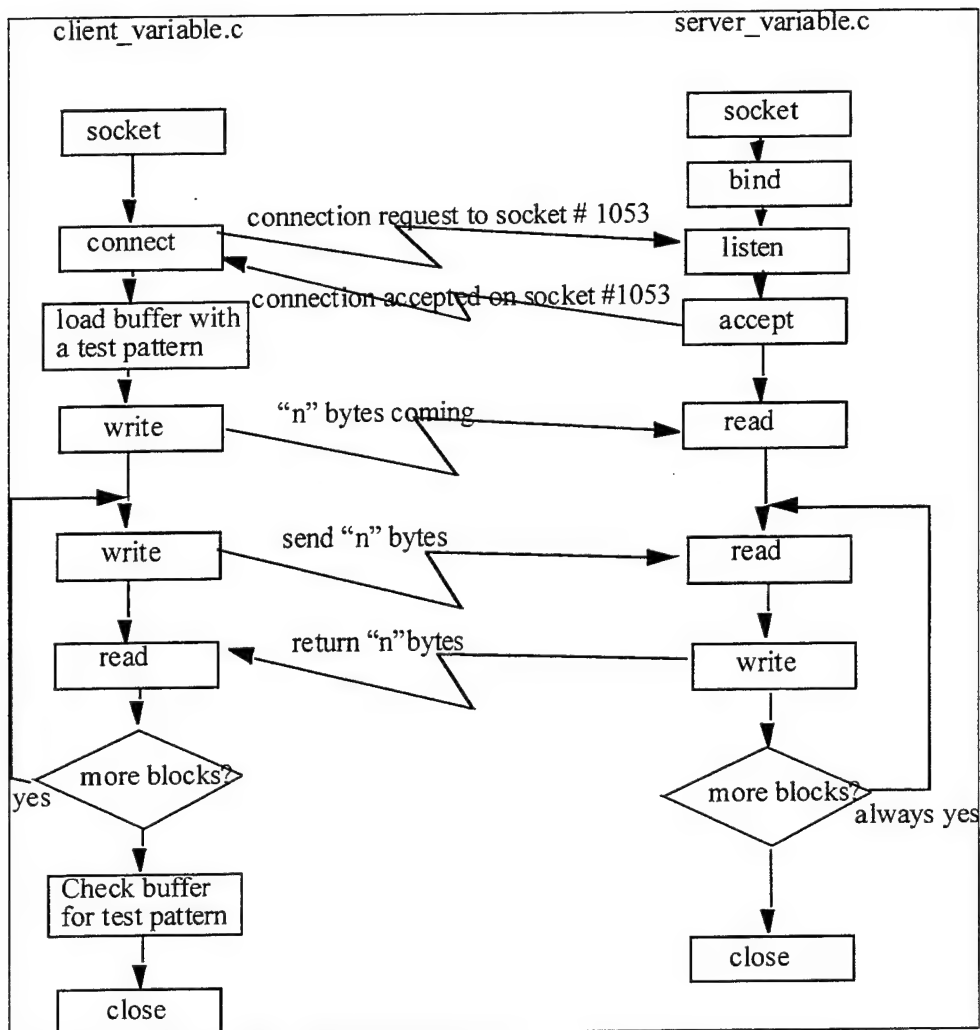 client_variable.c
server_variable.c
socket
socket
bind
connection request to socket # 1053
connect
listen
connection accepted on socket #1053
load buffer with
a test pattern
accept
"n" bytes coming
write
read
send "n" bytes
write
read
return "n"bytes
read
write
more blocks?
more blocks?
yes
always yes
Check buffer
for test pattern
close
close